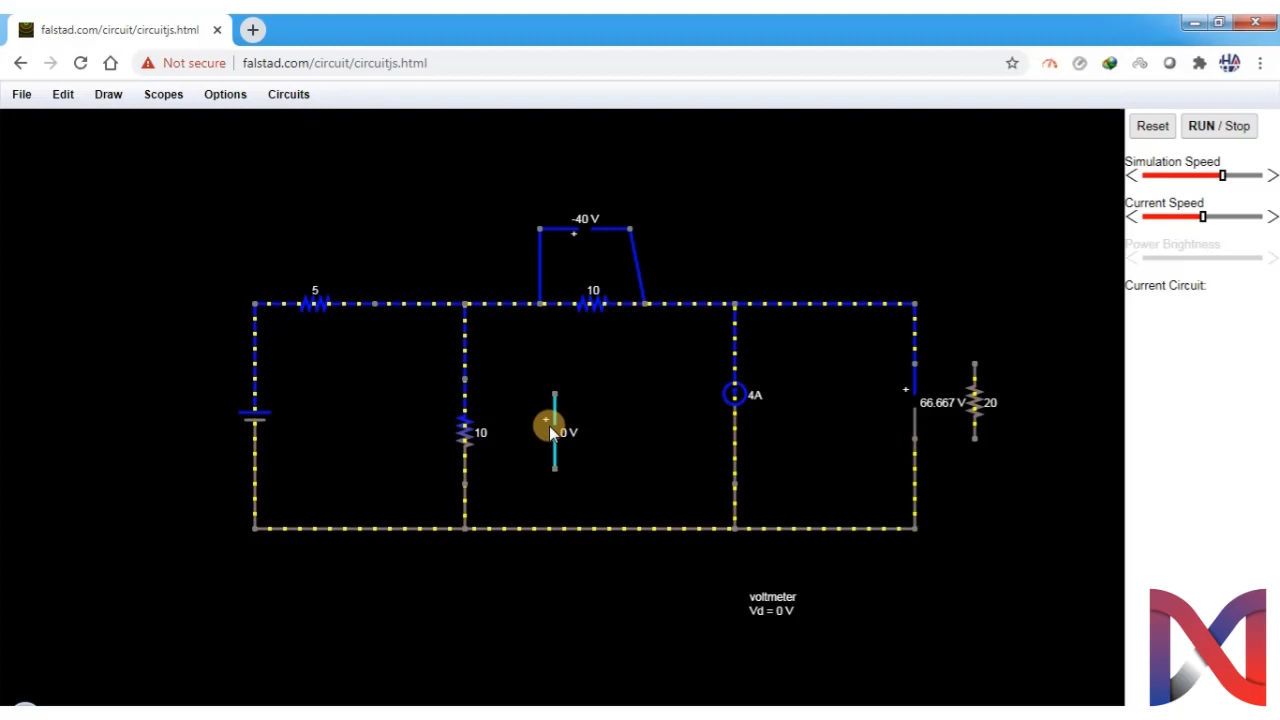 falstad.com/circuit/circuitjs.html
Not secure
falstad.com/circuit/circuitjs.html
File Edit Draw Scopes Options Circuits
Reset RUN / Stop
Simulation Speed
Current Speed
Power Brightness
Current Circuit:
-40 V
+
5
10
+
4A
66.667 V
20
10
+
0 V
voltmeter
Vd = 0 V